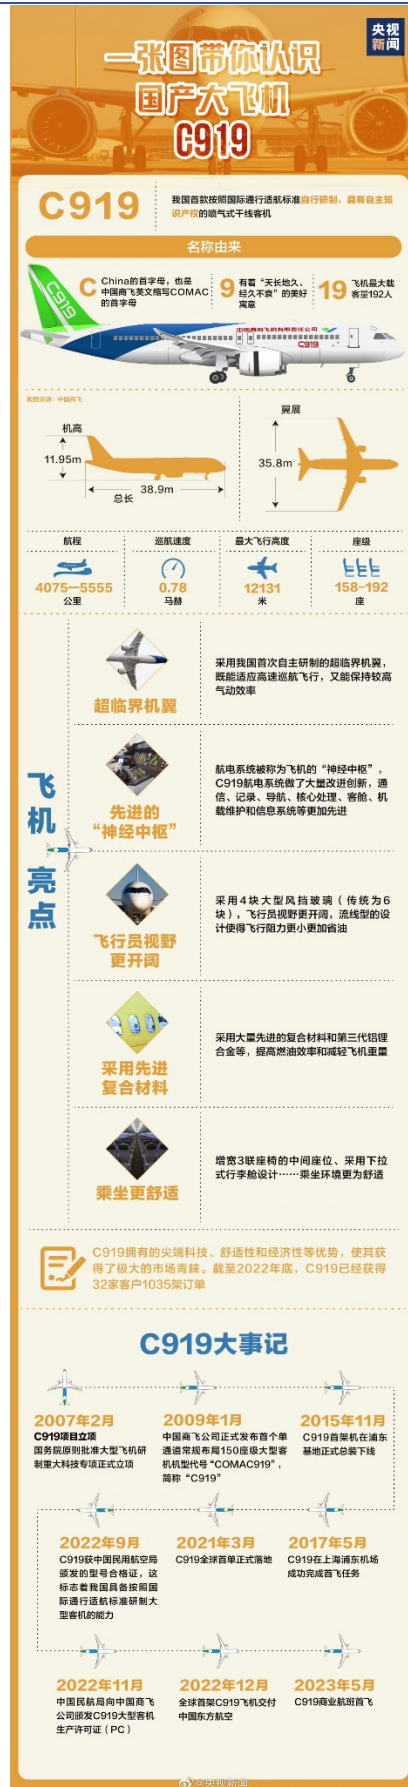 央视
新闻
一张图带你认识
国产大飞机
C919
C919
我国首款按照国际通行适航标准自行研制、具有自主知
识产权的喷气式干线客机
名称由来
C
China的首字母，也是
中国商飞英文缩写COMAC
的首字母
9
有着“天长地久、
经久不衰”的美好
寓意
19
飞机最大载
客量192人
C919
中国商用飞机有限责任公司
C919
数据来源：中国商飞
机高
11.95m
38.9m
总长
翼展
35.8m
航程
4075—5555
公里
巡航速度
0.78
马赫
最大飞行高度
12131
米
座级
158-192
座
飞机 亮点
超临界机翼
采用我国首次自主研制的超临界机翼，
既能适应高速巡航飞行，又能保持较高
气动效率
先进的
“神经中枢”
航电系统被称为飞机的“神经中枢”，
C919航电系统做了大量改进创新，通
信、记录、导航、核心处理、客舱、机
载维护和信息系统等更加先进
飞行员视野
更开阔
采用4块大型风挡玻璃（传统为6
块），飞行员视野更开阔，流线型的设
计使得飞行阻力更小更加省油
采用先进
复合材料
采用大量先进的复合材料和第三代铝锂
合金等，提高燃油效率和减轻飞机重量
乘坐更舒适
增宽3联座椅的中间座位、采用下拉
式行李舱设计……乘坐环境更为舒适
C919拥有的尖端科技、舒适性和经济性等优势，使其获
得了极大的市场青睐。截至2022年底，C919已经获得
32家客户1035架订单
C919大事记
2007年2月
C919项目立项
国务院原则批准大型飞机研
制重大科技专项正式立项
2009年1月
中国商飞公司正式发布首个单
通道常规布局150座级大型客
机机型代号“COMAC919”，
简称“C919”
2015年11月
C919首架机在浦东
基地正式总装下线
2022年9月
C919获中国民用航空局
颁发的型号合格证，这
标志着我国具备按照国
际通行适航标准研制大
型客机的能力
2021年3月
C919全球首单正式落地
2017年5月
C919在上海浦东机场
成功完成首飞任务
2022年11月
中国民航局向中国商飞
公司颁发C919大型客机
生产许可证（PC）
2022年12月
全球首架C919飞机交付
中国东方航空
2023年5月
C919商业航班首飞
@央视新闻